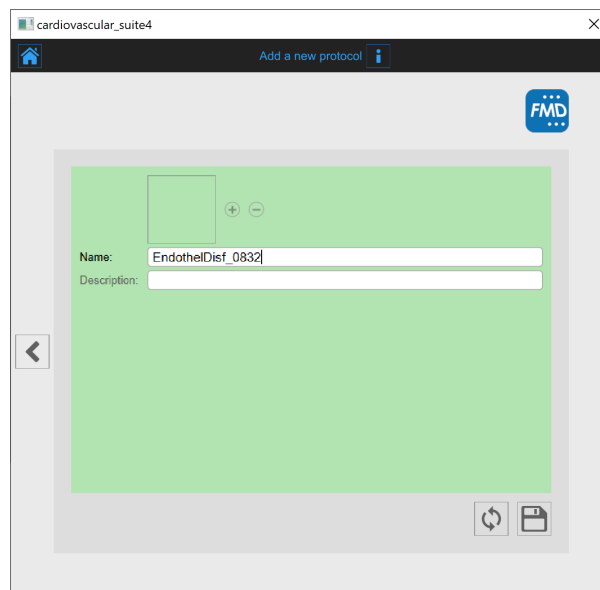 cardiovascular_suite4
Add a new protocol
FMD
Name: EndothelDisf_0832
Description: